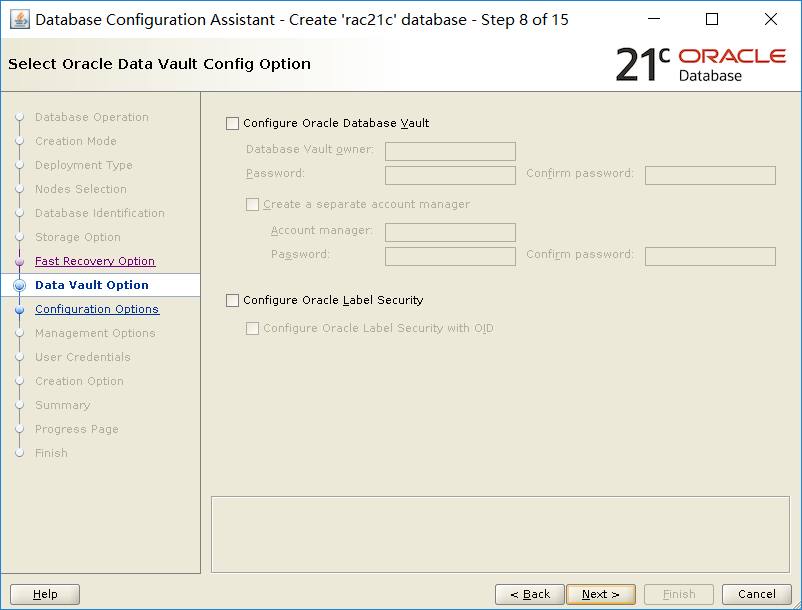 Database Configuration Assistant - Create 'rac21c' database - Step 8 of 15
Select Oracle Data Vault Config Option
21c ORACLE
Database
Database Operation
Creation Mode
Deployment Type
Nodes Selection
Database Identification
Storage Option
Fast Recovery Option
Data Vault Option
Configuration Options
Management Options
User Credentials
Creation Option
Summary
Progress Page
Finish
Configure Oracle Database Vault
Database Vault owner:
Password: Confirm password:
Create a separate account manager
Account manager:
Password: Confirm password:
Configure Oracle Label Security
Configure Oracle Label Security with OID
Help < Back Next > Finish Cancel